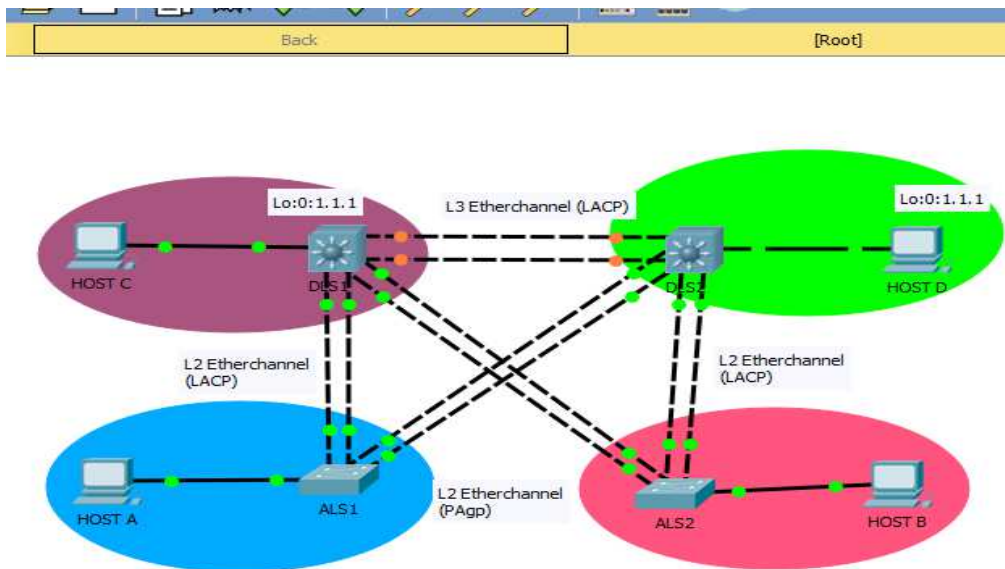 Back
[Root]
Lo:0:1.1.1
L3 Etherchannel (LACP)
Lo:0:1.1.1
HOST C
DLS1
DLS2
HOST D
L2 Etherchannel
(LACP)
L2 Etherchannel
(LACP)
HOST A
ALS1
L2 Etherchannel
(PAgp)
ALS2
HOST B